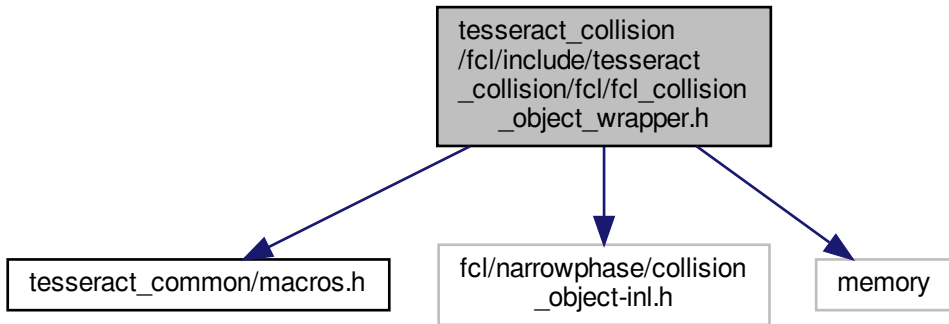 tesseract_collision
/fcl/include/tesseract
_collision/fcl/fcl_collision
_object_wrapper.h
tesseract_common/macros.h
fcl/narrowphase/collision
_object-inl.h
memory